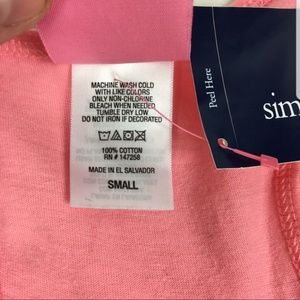 MACHINE WASH COLD
WITH LIKE COLORS
ONLY NON-CHLORINE
BLEACH WHEN NEEDED
TUMBLE DRY LOW
DO NOT IRON IF DECORATED
100% COTTON
RN # 147258
MADE IN EL SALVADOR
SMALL
Peel Here
sim